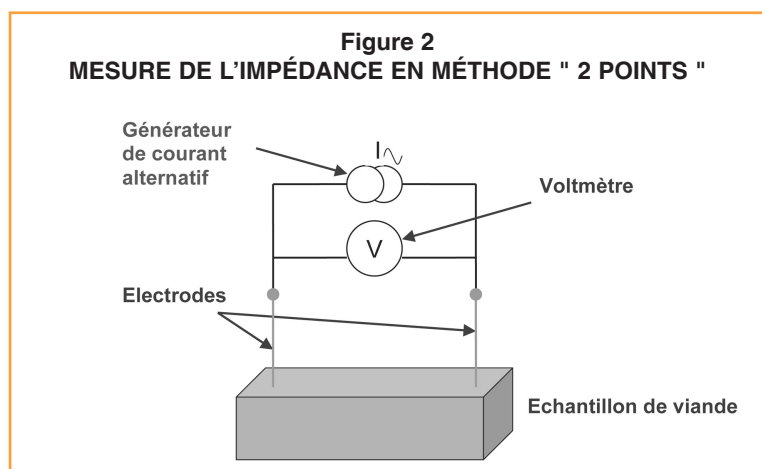 Figure 2
MESURE DE L'IMPÉDANCE EN MÉTHODE " 2 POINTS "
Générateur
de courant
alternatif
I
Voltmètre
V
Electrodes
Echantillon de viande